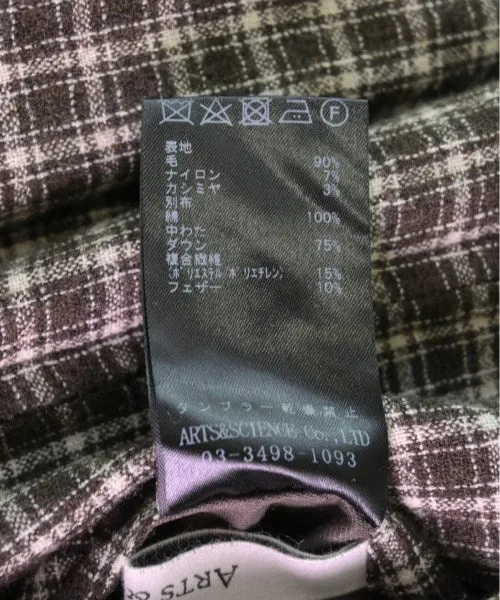 F
表地
毛 90%
ナイロン 7%
カシミヤ 3%
別布
綿 100%
中わた
ダウン 75%
複合繊維
(ポリエステル/ポリエチレン) 15%
フェザー 10%
タンブラー乾燥禁止
ARTS&SCIENCE Co., LTD
03-3498-1093
ARTS &